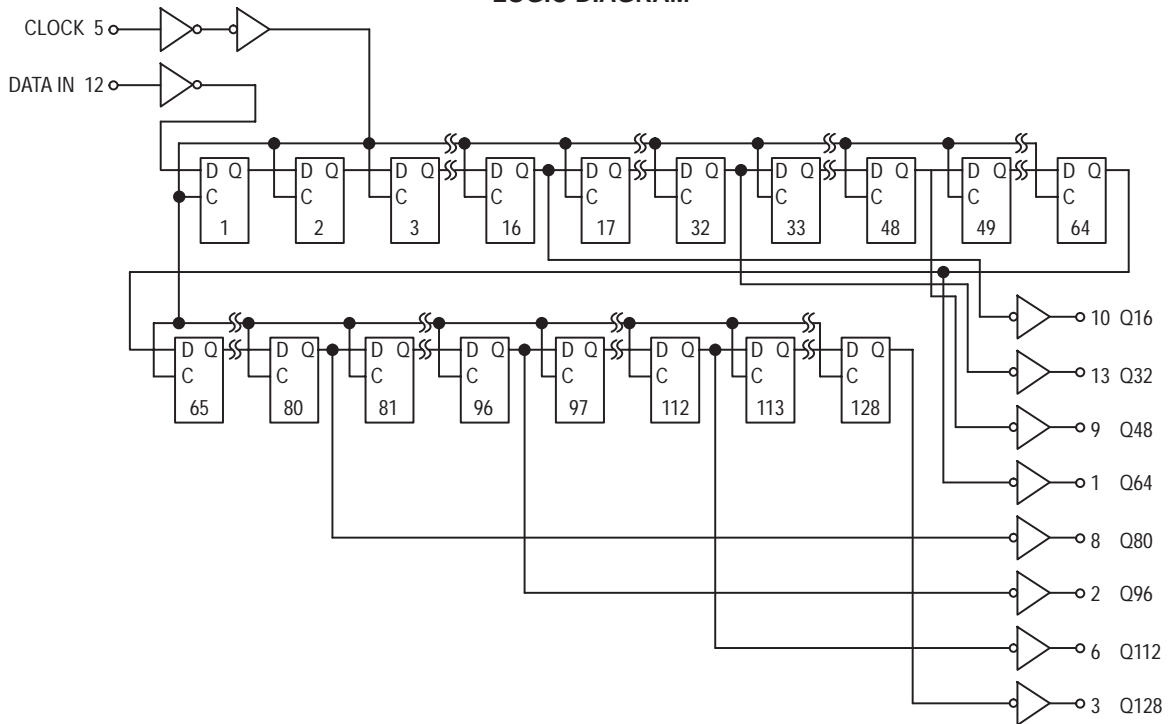 LOGIC DIAGRAM
CLOCK 5
DATA IN 12
D Q D Q D Q D Q D Q D Q D Q D Q D Q D Q
C C C C C C C C C C
1 2 3 16 17 32 33 48 49 64
10 Q16
D Q D Q D Q D Q D Q D Q D Q D Q
C C C C C C C C
13 Q32
65 80 81 96 97 112 113 128
9 Q48
1 Q64
8 Q80
2 Q96
6 Q112
3 Q128